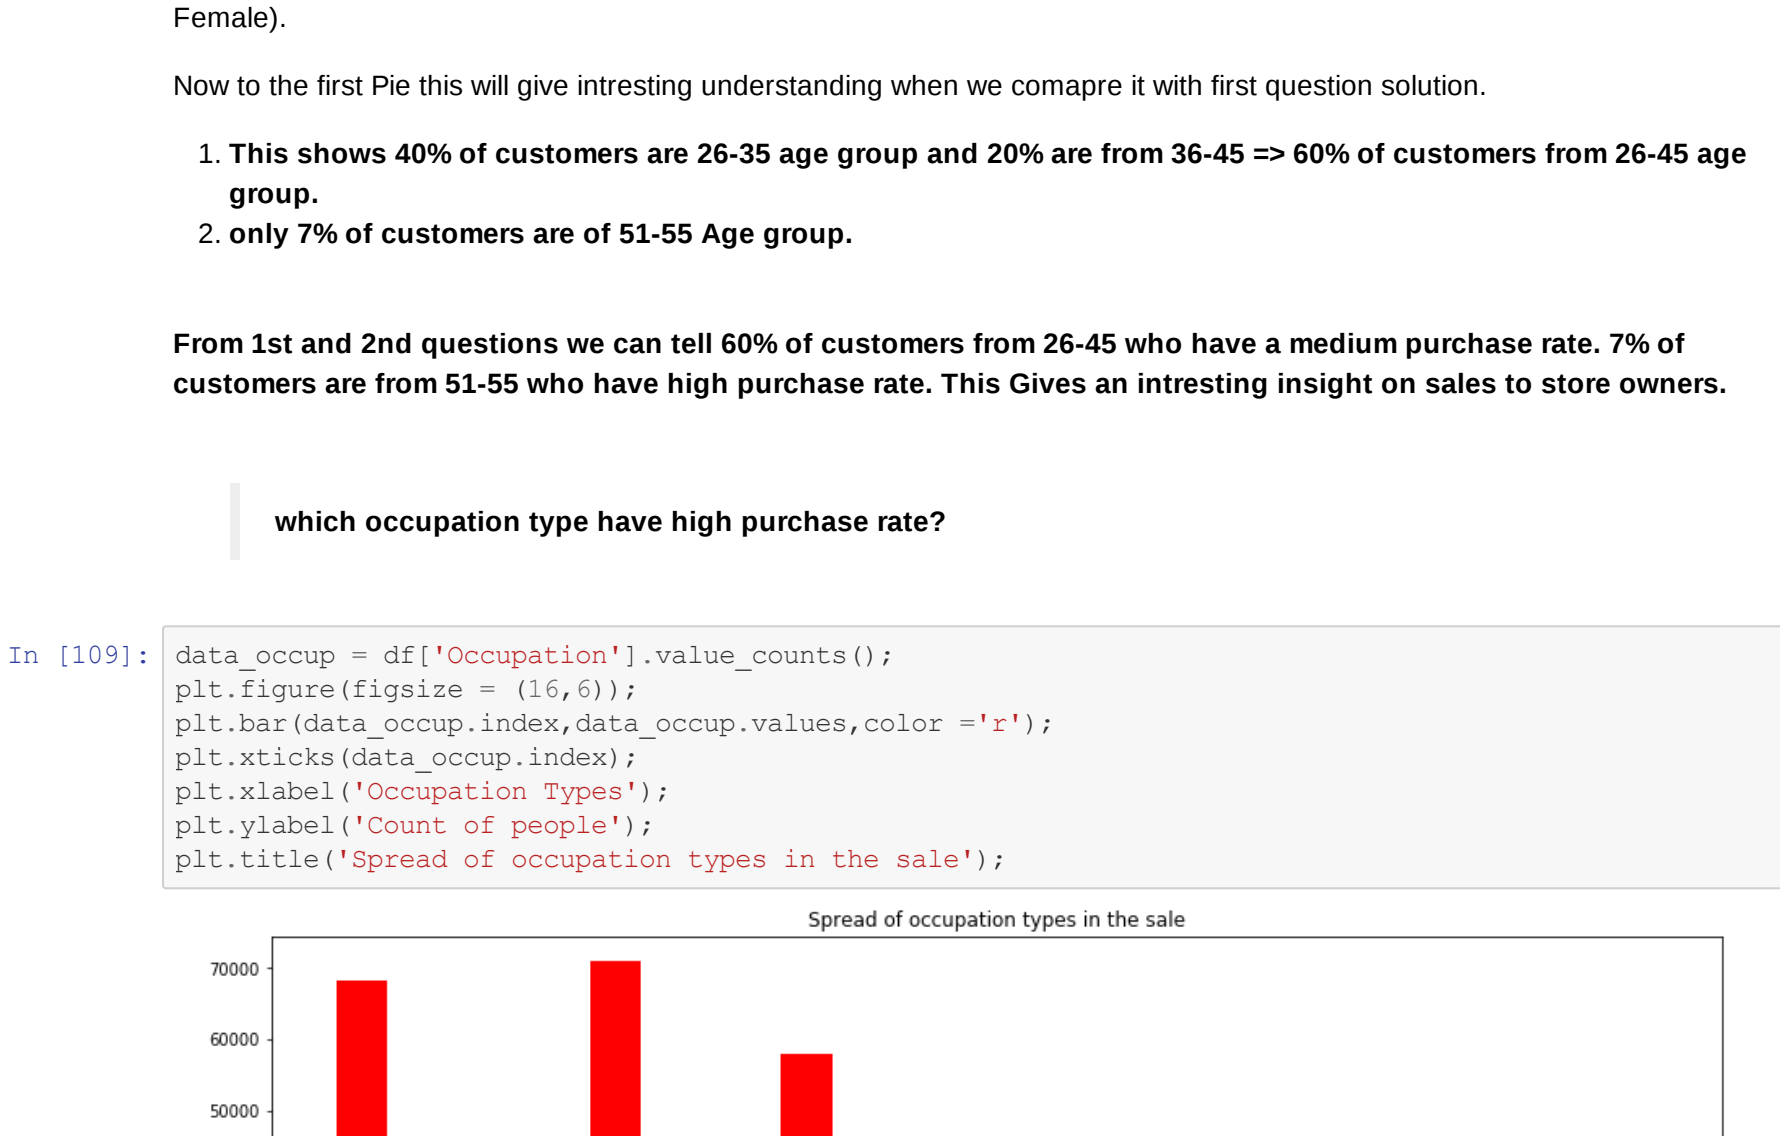 Female).
Now to the first Pie this will give intresting understanding when we comapre it with first question solution.
1. This shows 40% of customers are 26-35 age group and 20% are from 36-45 => 60% of customers from 26-45 age
group.
2. only 7% of customers are of 51-55 Age group.
From 1st and 2nd questions we can tell 60% of customers from 26-45 who have a medium purchase rate. 7% of
customers are from 51-55 who have high purchase rate. This Gives an intresting insight on sales to store owners.
which occupation type have high purchase rate?
In [109]: data_occup = df['Occupation'].value_counts();
plt.figure(figsize = (16,6));
plt.bar(data_occup.index,data_occup.values,color ='r');
plt.xticks(data_occup.index);
plt.xlabel('Occupation Types');
plt.ylabel('Count of people');
plt.title('Spread of occupation types in the sale');
Spread of occupation types in the sale
70000
60000
50000